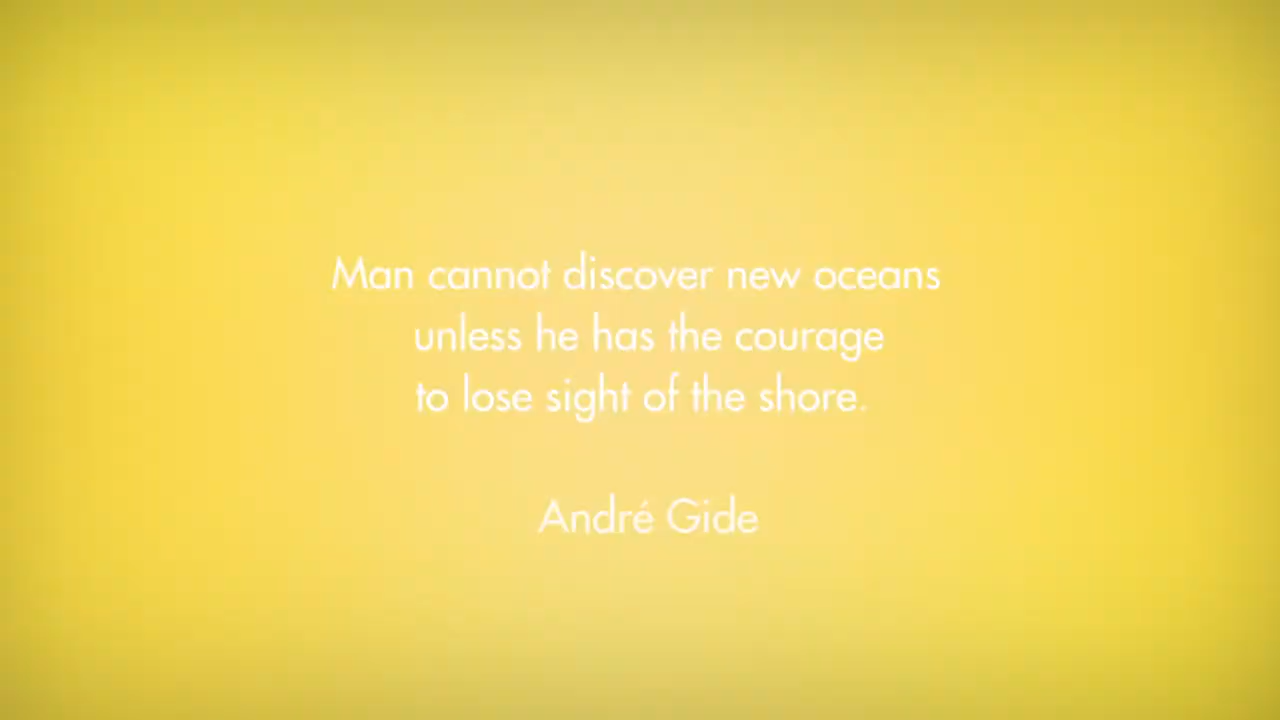 Man cannot discover new oceans
unless he has the courage
to lose sight of the shore.
André Gide